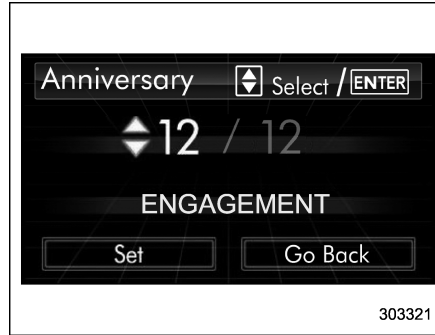 Anniversary Select / ENTER
12 / 12
ENGAGEMENT
Set Go Back
303321